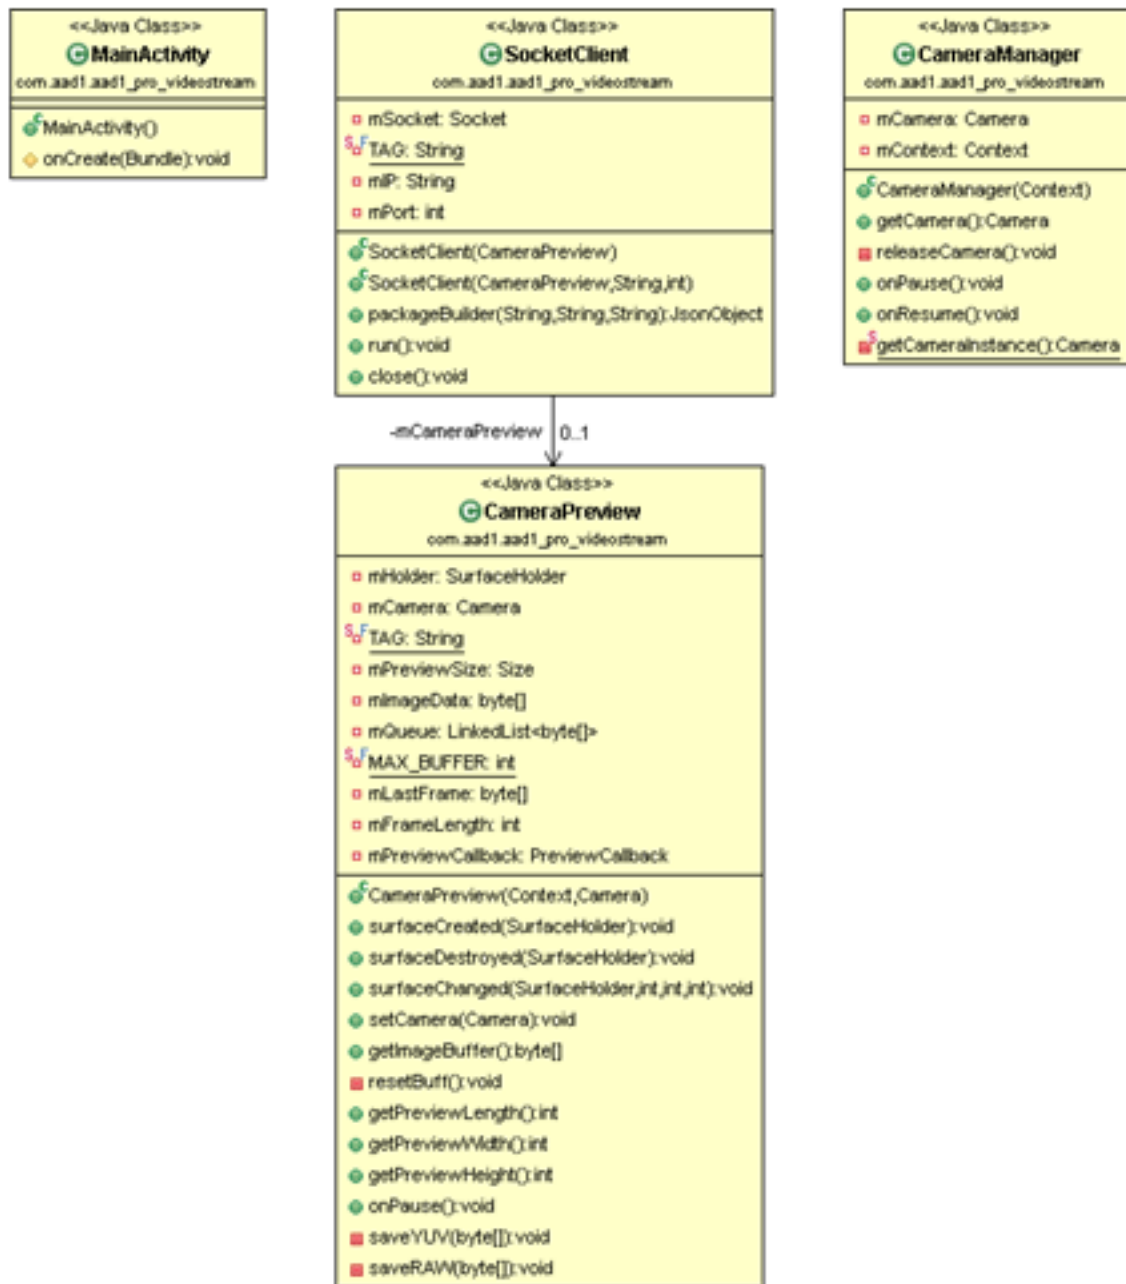 <<Java Class>>
MainActivity
com.aad1.aad1_pro_videostream
MainActivity()
onCreate(Bundle):void
<<Java Class>>
SocketClient
com.aad1.aad1_pro_videostream
mSocket: Socket
TAG: String
mIP: String
mPort: int
SocketClient(CameraPreview)
SocketClient(CameraPreview,String,int)
packageBuilder(String,String,String):JsonObject
run():void
close():void
<<Java Class>>
CameraManager
com.aad1.aad1_pro_videostream
mCamera: Camera
mContext: Context
CameraManager(Context)
getCamera():Camera
releaseCamera():void
onPause():void
onResume():void
getCameraInstance():Camera
-mCameraPreview 0..1
<<Java Class>>
CameraPreview
com.aad1.aad1_pro_videostream
mHolder: SurfaceHolder
mCamera: Camera
TAG: String
mPreviewSize: Size
mImageData: byte[]
mQueue: LinkedList<byte[]>
MAX_BUFFER: int
mLastFrame: byte[]
mFrameLength: int
mPreviewCallback: PreviewCallback
CameraPreview(Context,Camera)
surfaceCreated(SurfaceHolder):void
surfaceDestroyed(SurfaceHolder):void
surfaceChanged(SurfaceHolder,int,int,int):void
setCamera(Camera):void
getImageBuffer():byte[]
resetBuff():void
getPreviewLength():int
getPreviewWidth():int
getPreviewHeight():int
onPause():void
saveYUV(byte[]):void
saveRAW(byte[]):void